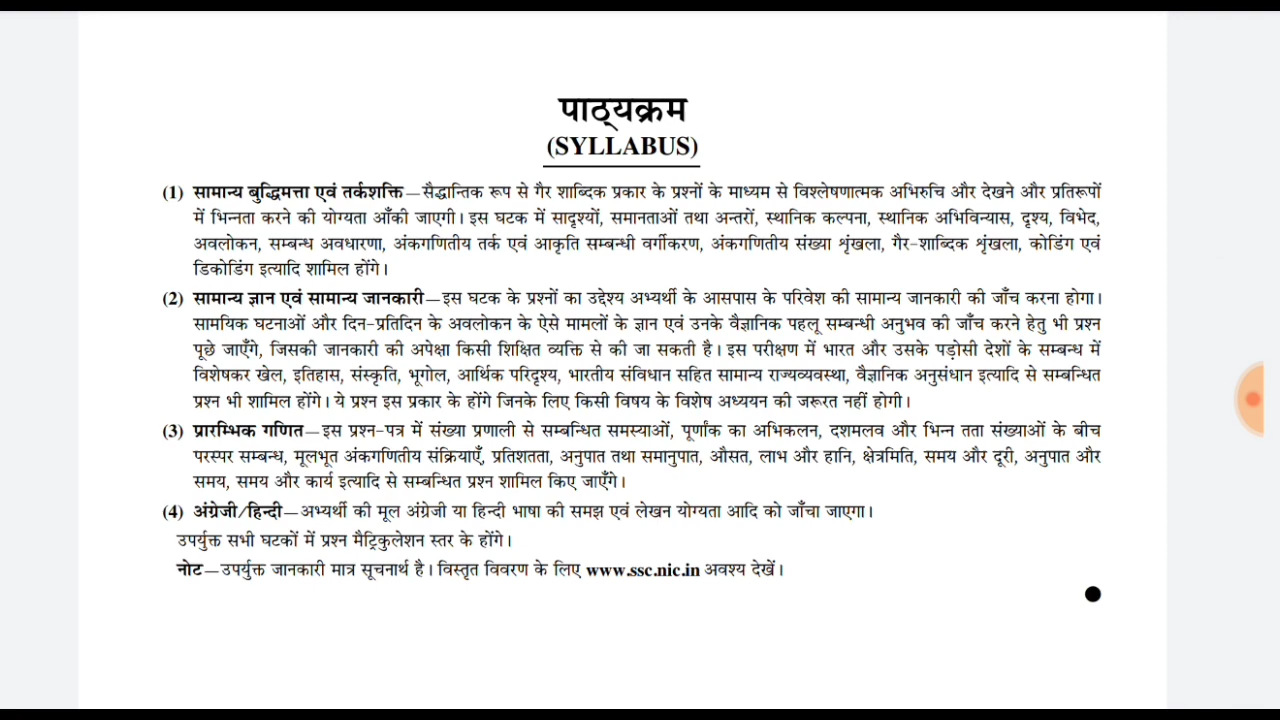 पाठ्यक्रम
(SYLLABUS)
(1) सामान्य बुद्धिमत्ता एवं तर्कशक्ति—सैद्धान्तिक रूप से गैर शाब्दिक प्रकार के प्रश्नों के माध्यम से विश्लेषणात्मक अभिरुचि और देखने और प्रतिरूपों
में भिन्नता करने की योग्यता आँकी जाएगी। इस घटक में सादृश्यों, समानताओं तथा अन्तरों, स्थानिक कल्पना, स्थानिक अभिविन्यास, दृश्य, विभेद,
अवलोकन, सम्बन्ध अवधारणा, अंकगणितीय तर्क एवं आकृति सम्बन्धी वर्गीकरण, अंकगणितीय संख्या शृंखला, गैर-शाब्दिक शृंखला, कोडिंग एवं
डिकोडिंग इत्यादि शामिल होंगे।
(2) सामान्य ज्ञान एवं सामान्य जानकारी—इस घटक के प्रश्नों का उद्देश्य अभ्यर्थी के आसपास के परिवेश की सामान्य जानकारी की जाँच करना होगा।
सामयिक घटनाओं और दिन-प्रतिदिन के अवलोकन के ऐसे मामलों के ज्ञान एवं उनके वैज्ञानिक पहलू सम्बन्धी अनुभव की जाँच करने हेतु भी प्रश्न
पूछे जाएँगे, जिसकी जानकारी की अपेक्षा किसी शिक्षित व्यक्ति से की जा सकती है। इस परीक्षण में भारत और उसके पड़ोसी देशों के सम्बन्ध में
विशेषकर खेल, इतिहास, संस्कृति, भूगोल, आर्थिक परिदृश्य, भारतीय संविधान सहित सामान्य राज्यव्यवस्था, वैज्ञानिक अनुसंधान इत्यादि से सम्बन्धित
प्रश्न भी शामिल होंगे। ये प्रश्न इस प्रकार के होंगे जिनके लिए किसी विषय के विशेष अध्ययन की जरूरत नहीं होगी।
(3) प्रारम्भिक गणित—इस प्रश्न-पत्र में संख्या प्रणाली से सम्बन्धित समस्याओं, पूर्णांक का अभिकलन, दशमलव और भिन्न तता संख्याओं के बीच
परस्पर सम्बन्ध, मूलभूत अंकगणितीय संक्रियाएँ, प्रतिशतता, अनुपात तथा समानुपात, औसत, लाभ और हानि, क्षेत्रमिति, समय और दूरी, अनुपात और
समय, समय और कार्य इत्यादि से सम्बन्धित प्रश्न शामिल किए जाएँगे।
(4) अंग्रेजी/हिन्दी—अभ्यर्थी की मूल अंग्रेजी या हिन्दी भाषा की समझ एवं लेखन योग्यता आदि को जाँचा जाएगा।
उपर्युक्त सभी घटकों में प्रश्न मैट्रिकुलेशन स्तर के होंगे।
नोट—उपर्युक्त जानकारी मात्र सूचनार्थ है। विस्तृत विवरण के लिए www.ssc.nic.in अवश्य देखें।